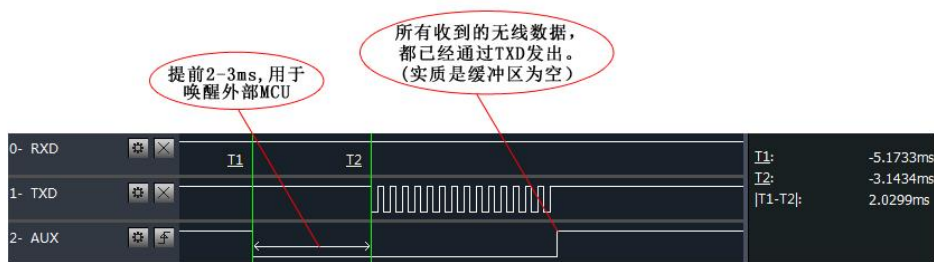 所有收到的无线数据,
都已经通过TXD发出。
(实质是缓冲区为空)
提前2-3ms,用于
唤醒外部MCU
0- RXD
T1
T2
1- TXD
2- AUX
T1: -5.1733ms
T2: -3.1434ms
|T1-T2|: 2.0299ms